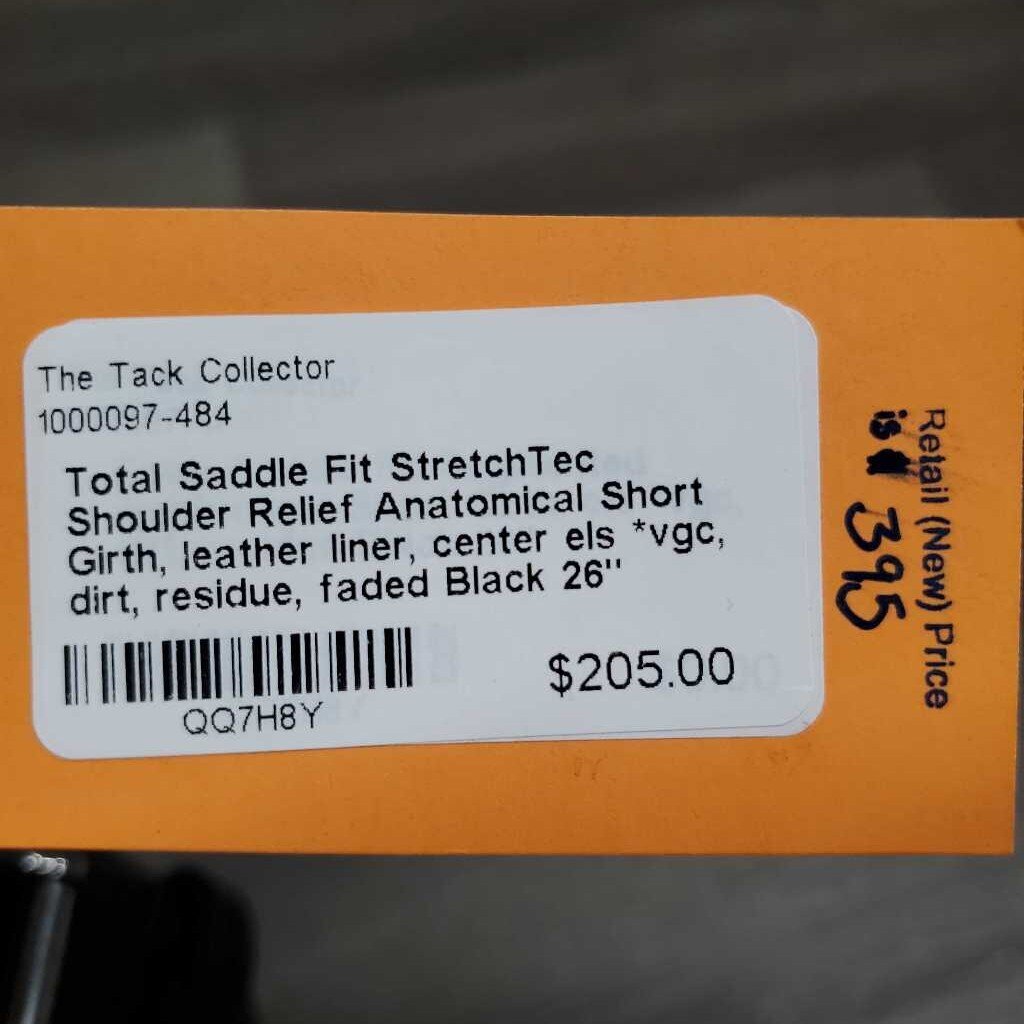 The Tack Collector
1000097-484
Total Saddle Fit StretchTec
Shoulder Relief Anatomical Short
Girth, leather liner, center els *vgc,
dirt, residue, faded Black 26"
$205.00
QQ7H8Y
Retail (New) Price
is
395